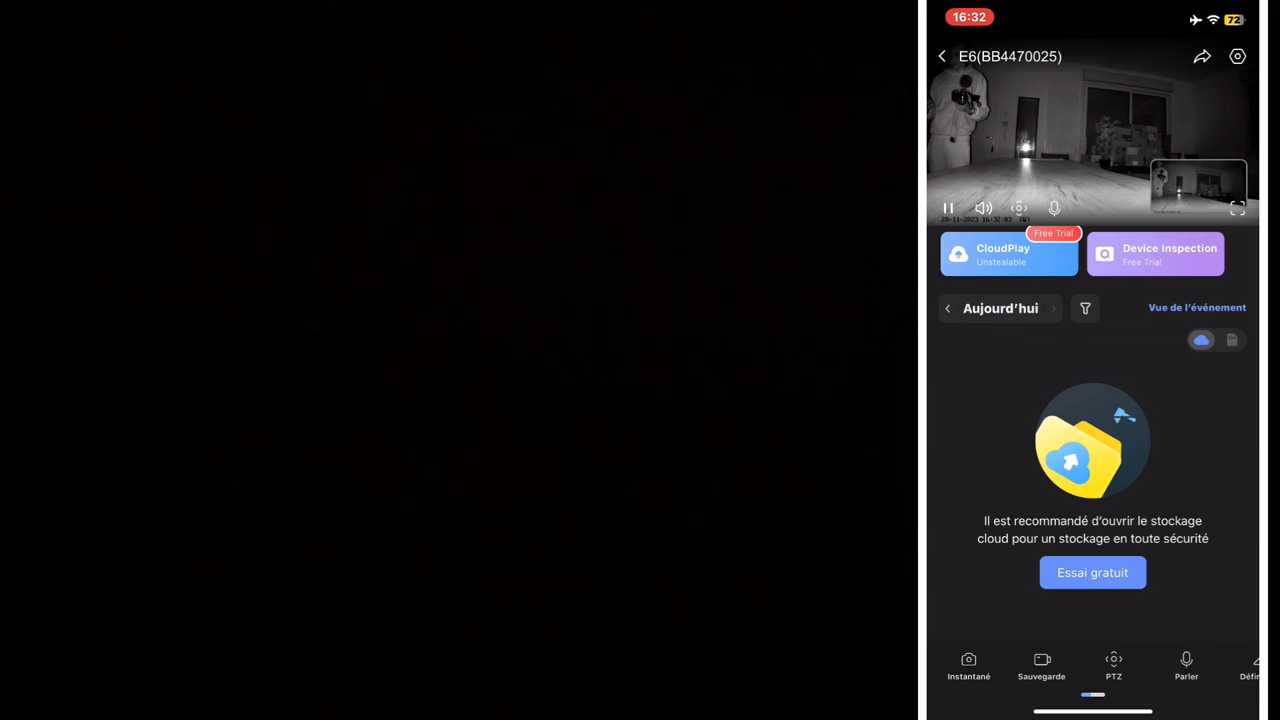 16:32
72
E6(BB4470025)
28-11-2023 16:32:03 (W)
Free Trial
CloudPlay
Unstealable
Device Inspection
Free Trial
Aujourd’hui
Vue de l’événement
Il est recommandé d’ouvrir le stockage
cloud pour un stockage en toute sécurité
Essai gratuit
Instantané
Sauvegarde
PTZ
Parler
Défir